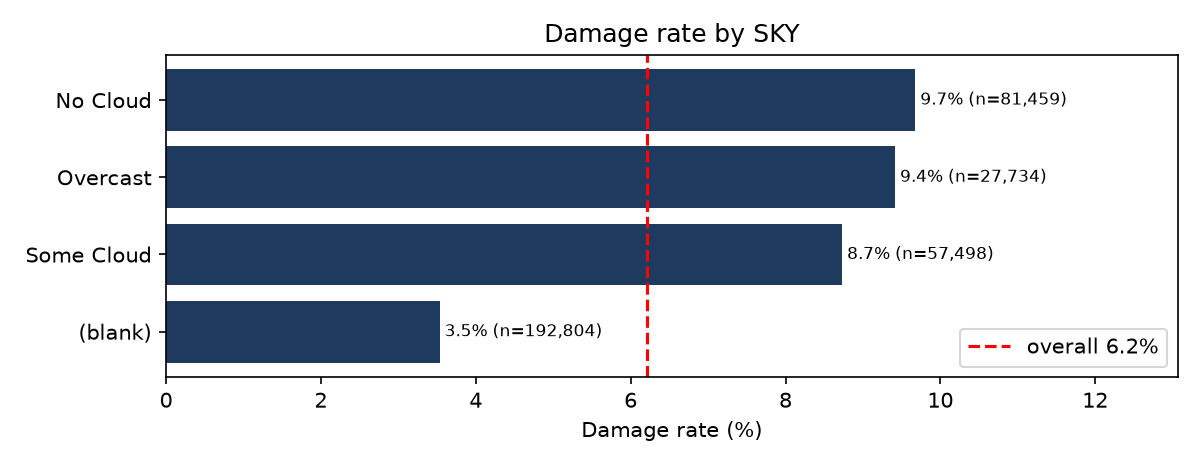 Damage rate by SKY
No Cloud
9.7% (n=81,459)
Overcast
9.4% (n=27,734)
Some Cloud
8.7% (n=57,498)
(blank)
3.5% (n=192,804)
overall 6.2%
0 2 4 6 8 10 12
Damage rate (%)